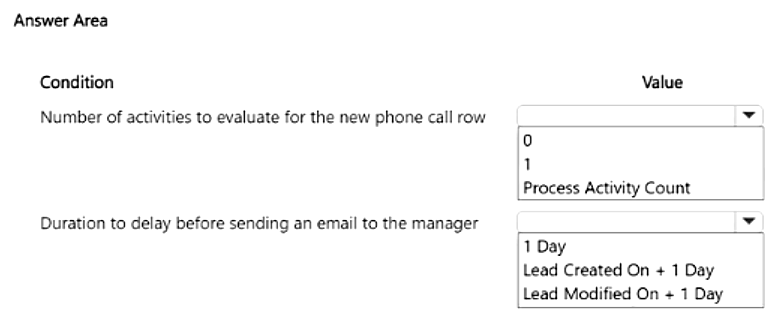 Answer Area
Condition Value
Number of activities to evaluate for the new phone call row
0
1
Process Activity Count
Duration to delay before sending an email to the manager
1 Day
Lead Created On + 1 Day
Lead Modified On + 1 Day